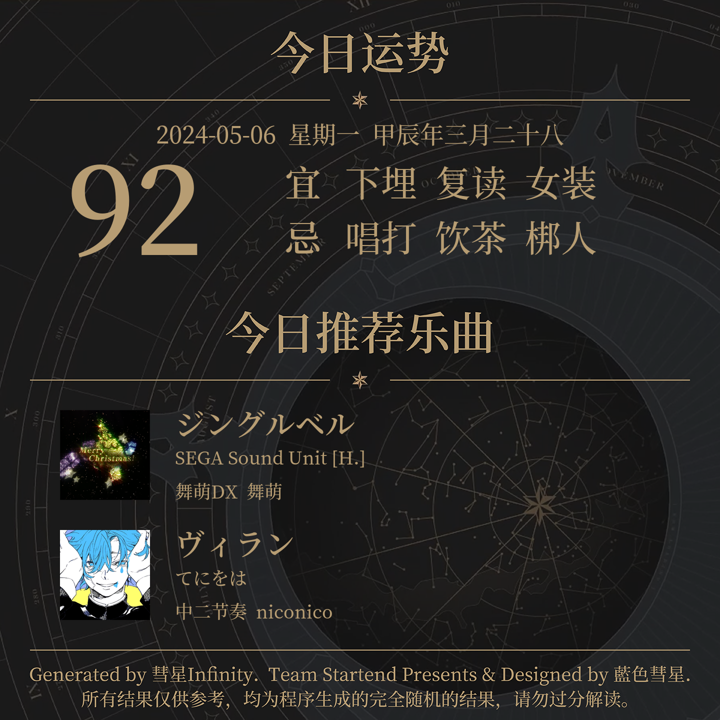 今日运势
2024-05-06 星期一 甲辰年三月二十八
92
宜 下埋 复读 女装
忌 唱打 饮茶 梆人
今日推荐乐曲
Merry Christmas!
ジングルベル
SEGA Sound Unit [H.]
舞萌DX 舞萌
ヴィラン
てにをは
中二节奏 niconico
Generated by 彗星Infinity. Team Startend Presents & Designed by 藍色彗星.
所有结果仅供参考，均为程序生成的完全随机的结果，请勿过分解读。
SEPTEMBER
NOVEMBER
XII
XI
X